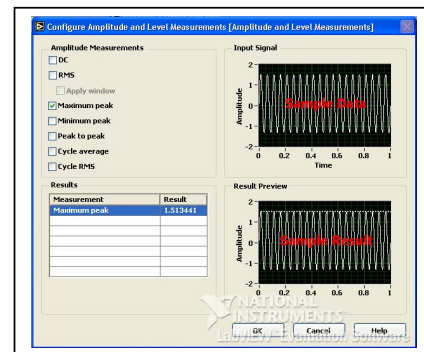 Configure Amplitude and Level Measurements [Amplitude and Level Measurements]
Amplitude Measurements
DC
RMS
Apply window
Maximum peak
Minimum peak
Peak to peak
Cycle average
Cycle RMS
Input Signal
Amplitude
2
1
0
-1
-2
Sample Data
0 0.2 0.4 0.6 0.8 1
Time
Results
Measurement Result
Maximum peak 1.513441
Result Preview
Amplitude
2
1
0
-1
-2
Sample Result
0 0.2 0.4 0.6 0.8 1
Time
NATIONAL
INSTRUMENTS
LabVIEW Evaluation Software
OK Cancel Help